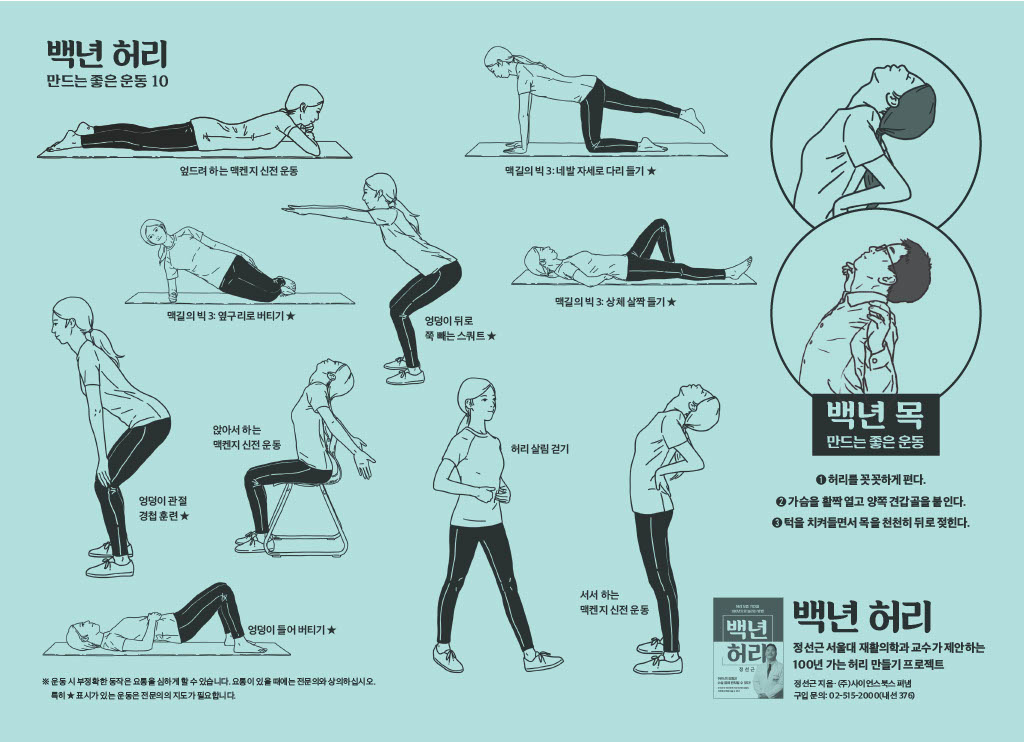 백년 허리
만드는 좋은 운동 10
엎드려 하는 맥켄지 신전 운동
맥길의 빅 3: 네발 자세로 다리 들기 ★
맥길의 빅 3: 옆구리로 버티기 ★
엉덩이 뒤로
쭉 빼는 스쿼트 ★
맥길의 빅 3: 상체 살짝 들기 ★
앉아서 하는
맥켄지 신전 운동
허리 살림 걷기
엉덩이 관절
경첩 훈련 ★
서서 하는
맥켄지 신전 운동
엉덩이 들어 버티기 ★
※ 운동 시 부정확한 동작은 요통을 심하게 할 수 있습니다. 요통이 있을 때에는 전문의와 상의하십시오.
특히 ★ 표시가 있는 운동은 전문의의 지도가 필요합니다.
백년 목
만드는 좋은 운동
❶ 허리를 꼿꼿하게 편다.
❷ 가슴을 활짝 열고 양쪽 견갑골을 붙인다.
❸ 턱을 치켜들면서 목을 천천히 뒤로 젖힌다.
백년
허리
정선근
백년 허리
정선근 서울대 재활의학과 교수가 제안하는
100년 가는 허리 만들기 프로젝트
정선근 지음·(주)사이언스북스 펴냄
구입 문의: 02-515-2000(내선 376)